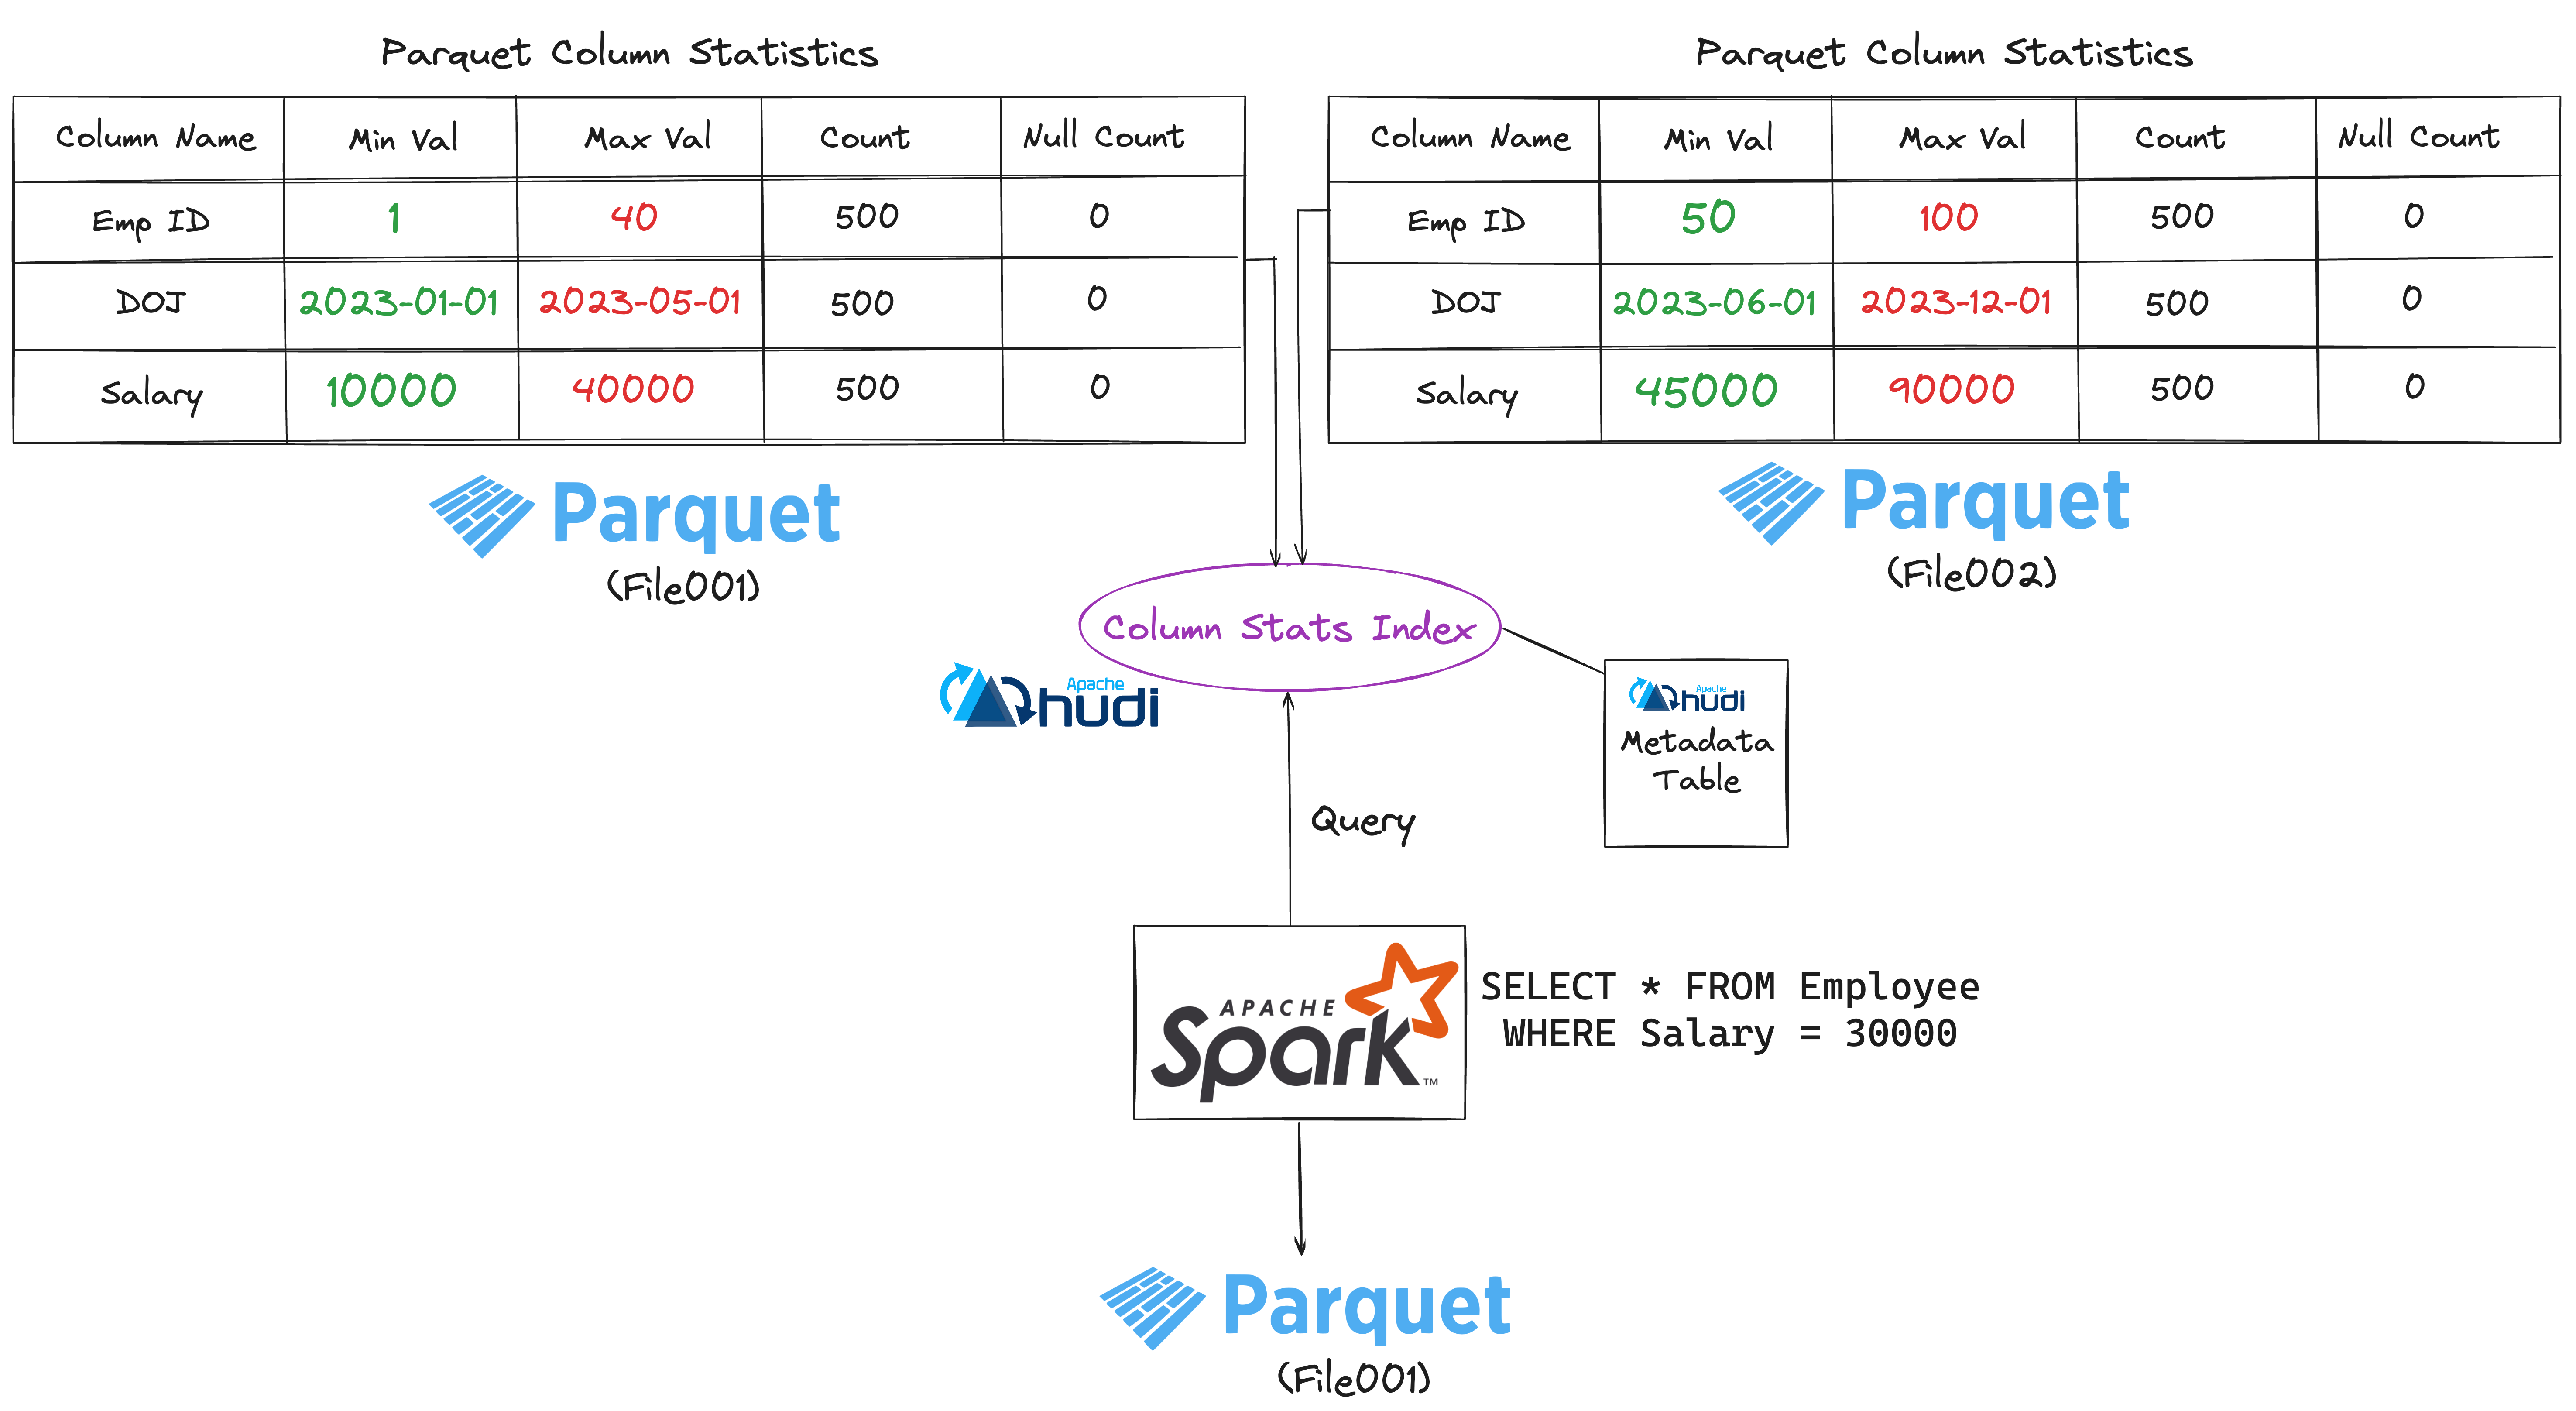 Parquet Column Statistics
Column Name Min Val Max Val Count Null Count
Emp ID 1 40 500 0
DOJ 2023-01-01 2023-05-01 500 0
Salary 10000 40000 500 0
Parquet
(File001)
Parquet Column Statistics
Column Name Min Val Max Val Count Null Count
Emp ID 50 100 500 0
DOJ 2023-06-01 2023-12-01 500 0
Salary 45000 90000 500 0
Parquet
(File002)
Column Stats Index
Apache
hudi
Apache
hudi
Metadata
Table
Query
APACHE
Spark™
SELECT * FROM Employee
WHERE Salary = 30000
Parquet
(File001)